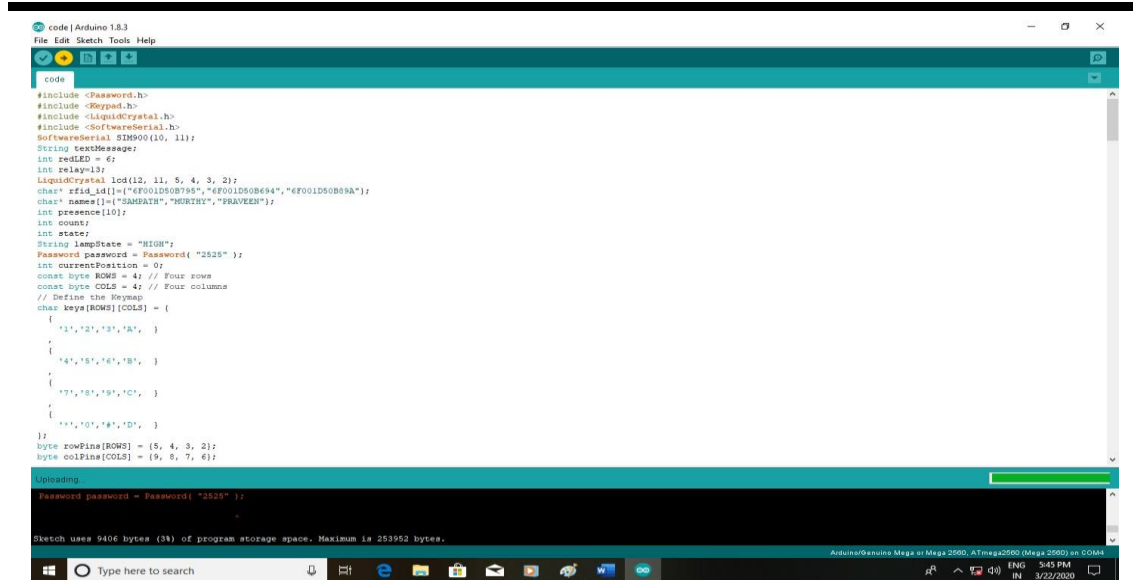 code | Arduino 1.8.3
File Edit Sketch Tools Help
code
#include <Password.h>
#include <Keypad.h>
#include <LiquidCrystal.h>
#include <SoftwareSerial.h>
SoftwareSerial SIM900(10, 11);
String textMessage;
int redLED = 6;
int relay=13;
LiquidCrystal lcd(12, 11, 5, 4, 3, 2);
char* rfid_id[]={"6F001D50B795","6F001D50B694","6F001D50B89A"};
char* names[]={"SAMPATH","MURTHY","PRAVEEN"};
int presence[10];
int count;
int state;
String lampState = "HIGH";
Password password = Password( "2525" );
int currentPosition = 0;
const byte ROWS = 4; // Four rows
const byte COLS = 4; // Four columns
// Define the Keymap
char keys[ROWS][COLS] = {
{
'1','2','3','A', }
,
{
'4','5','6','B', }
,
{
'7','8','9','C', }
,
{
'*','0','#','D', }
};
byte rowPins[ROWS] = {5, 4, 3, 2};
byte colPins[COLS] = {9, 8, 7, 6};
Uploading...
Password password = Password( "2525" );
^
Sketch uses 9406 bytes (3%) of program storage space. Maximum is 253952 bytes.
Arduino/Genuino Mega or Mega 2560, ATmega2560 (Mega 2560) on COM4
Type here to search
ENG 5:45 PM
IN 3/22/2020